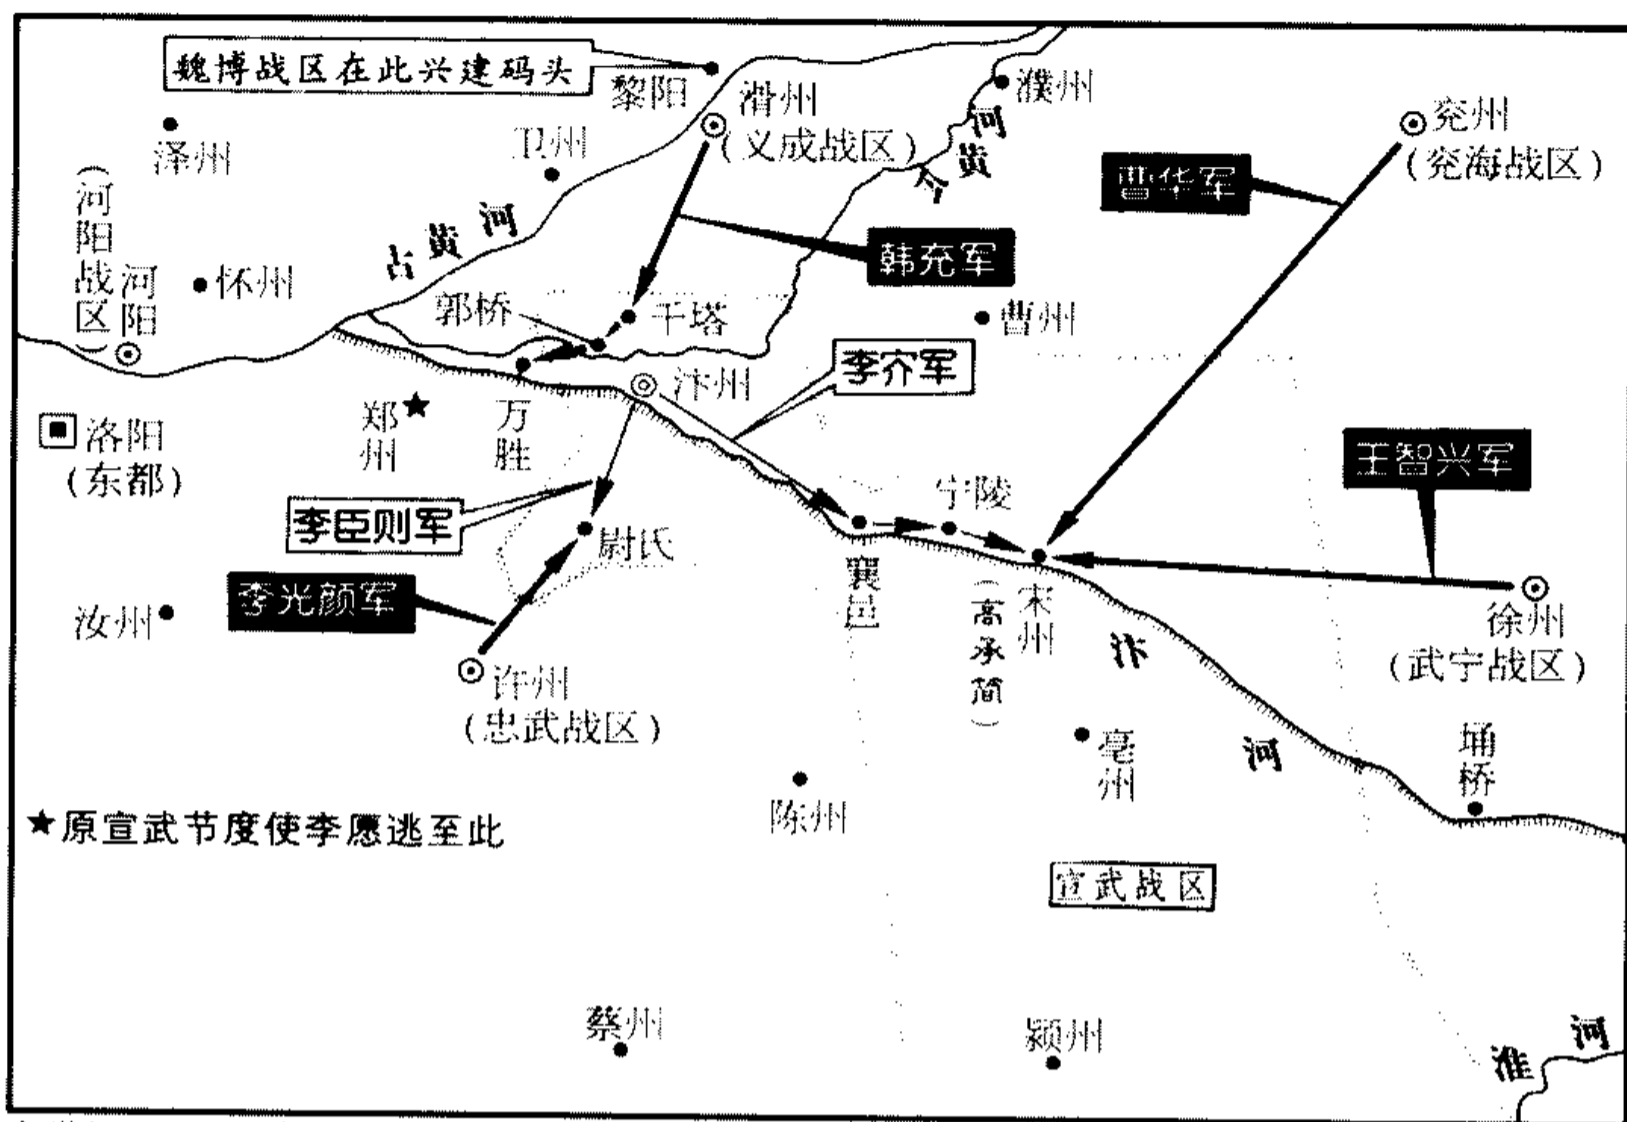 魏博战区在此兴建码头
黎阳
滑州
(义成战区)
濮州
兖州
(兖海战区)
泽州
卫州
曹华军
今黄河
古黄河
韩充军
(河阳战区)
河阳
怀州
郭桥
千塔
曹州
李㝏军
汴州
郑州
万胜
洛阳
(东都)
王智兴军
宁陵
李臣则军
尉氏
襄邑
宋州
(高承简)
李光颜军
汝州
徐州
(武宁战区)
汴河
许州
(忠武战区)
亳州
埇桥
陈州
★原宣武节度使李愿逃至此
宣武战区
蔡州
颍州
淮河